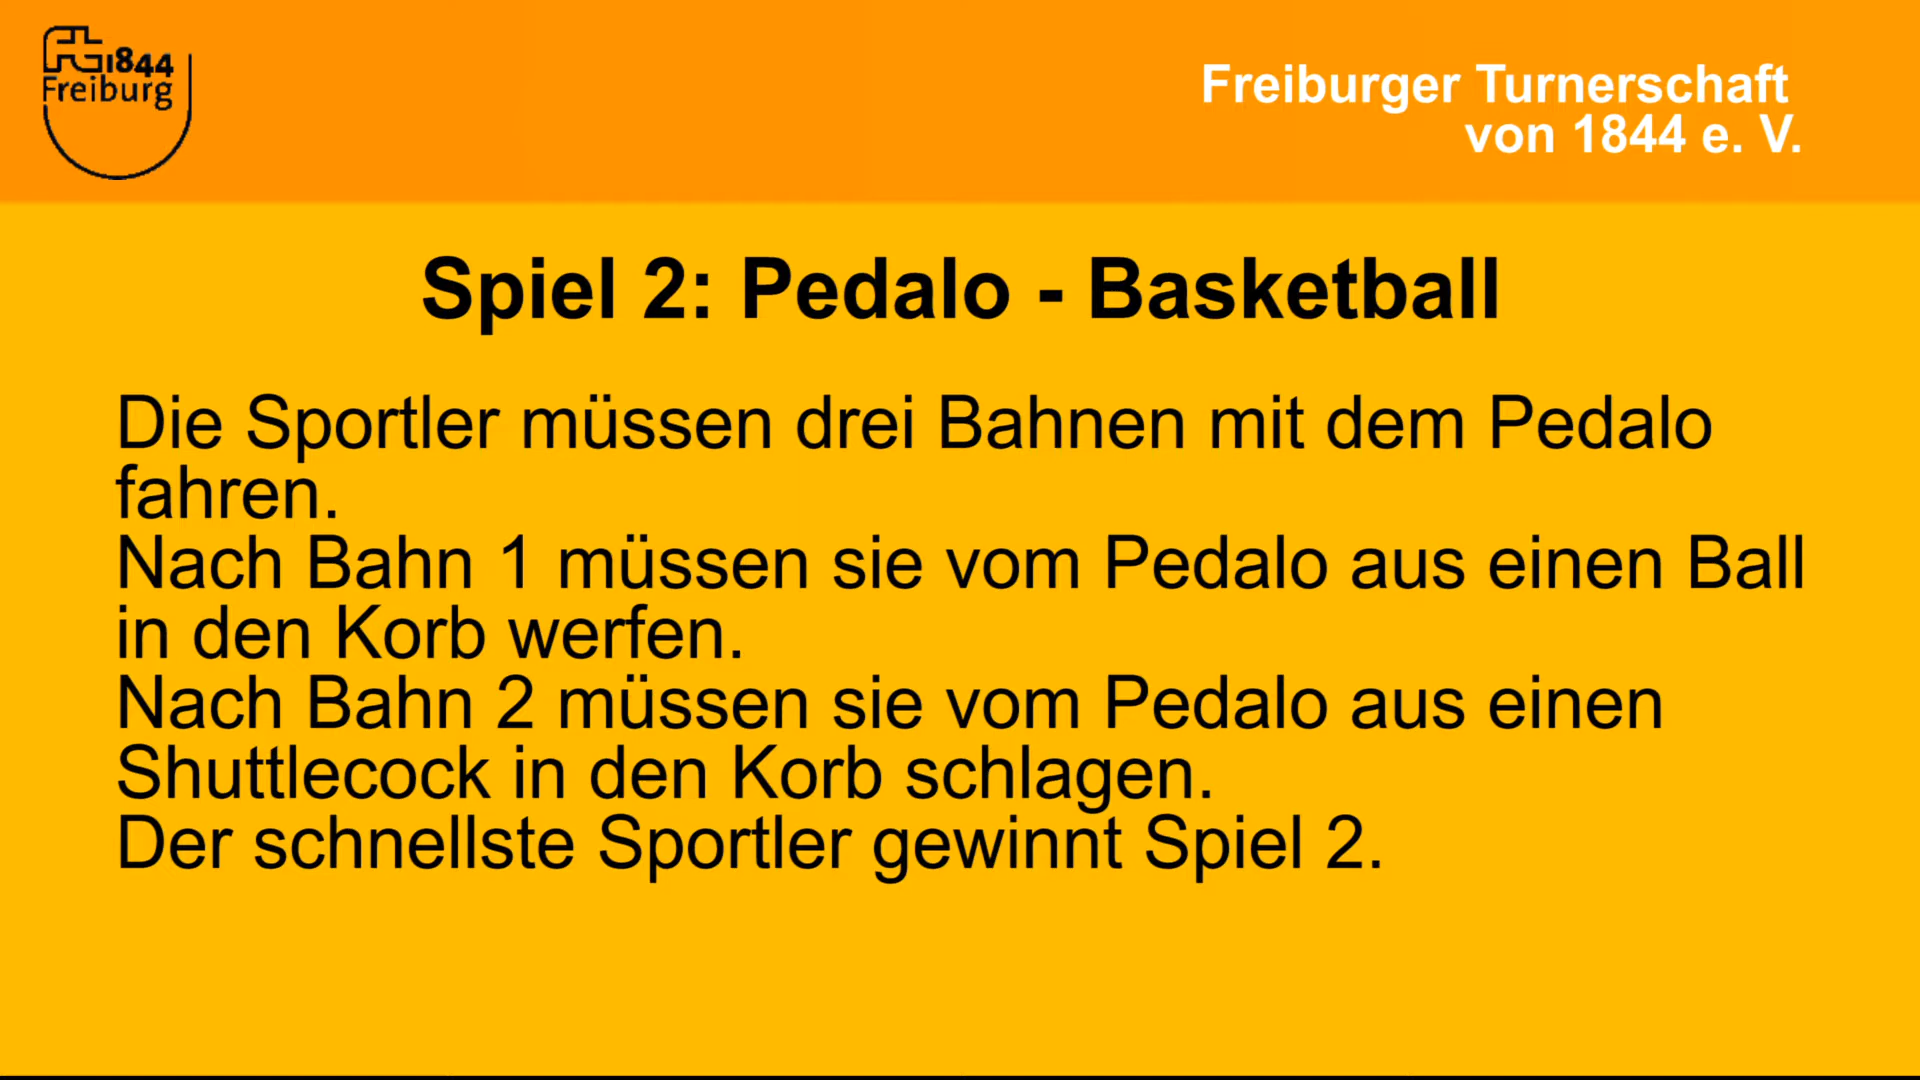 FT 1844
Freiburg
Freiburger Turnerschaft
von 1844 e. V.
Spiel 2: Pedalo - Basketball
Die Sportler müssen drei Bahnen mit dem Pedalo
fahren.
Nach Bahn 1 müssen sie vom Pedalo aus einen Ball
in den Korb werfen.
Nach Bahn 2 müssen sie vom Pedalo aus einen
Shuttlecock in den Korb schlagen.
Der schnellste Sportler gewinnt Spiel 2.